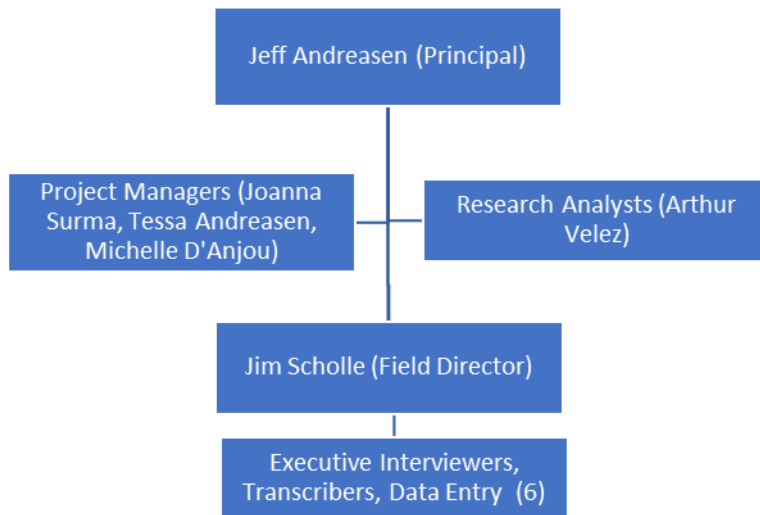 Jeff Andreasen (Principal)
Project Managers (Joanna
Surma, Tessa Andreasen,
Michelle D'Anjou)
Research Analysts (Arthur
Velez)
Jim Scholle (Field Director)
Executive Interviewers,
Transcribers, Data Entry (6)